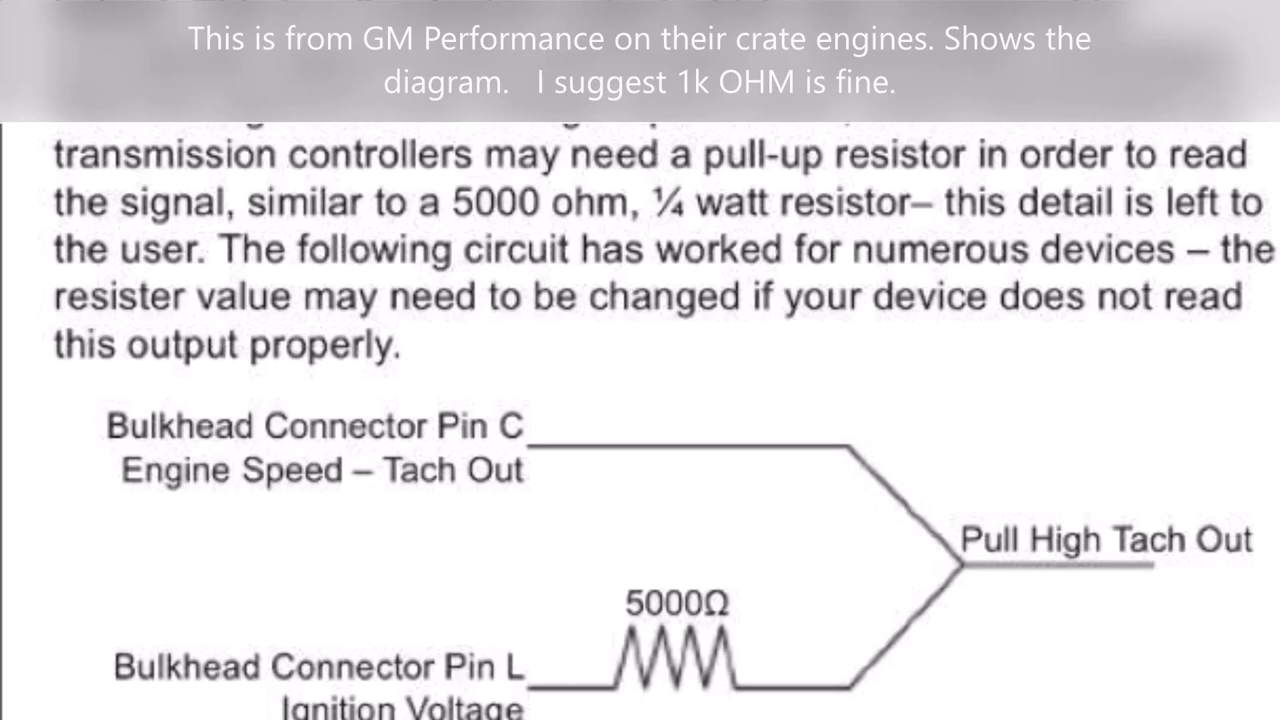 This is from GM Performance on their crate engines. Shows the
diagram.   I suggest 1k OHM is fine.
transmission controllers may need a pull-up resistor in order to read
the signal, similar to a 5000 ohm, ¼ watt resistor– this detail is left to
the user. The following circuit has worked for numerous devices – the
resister value may need to be changed if your device does not read
this output properly.
Bulkhead Connector Pin C
Engine Speed – Tach Out
Pull High Tach Out
5000Ω
Bulkhead Connector Pin L
Ignition Voltage